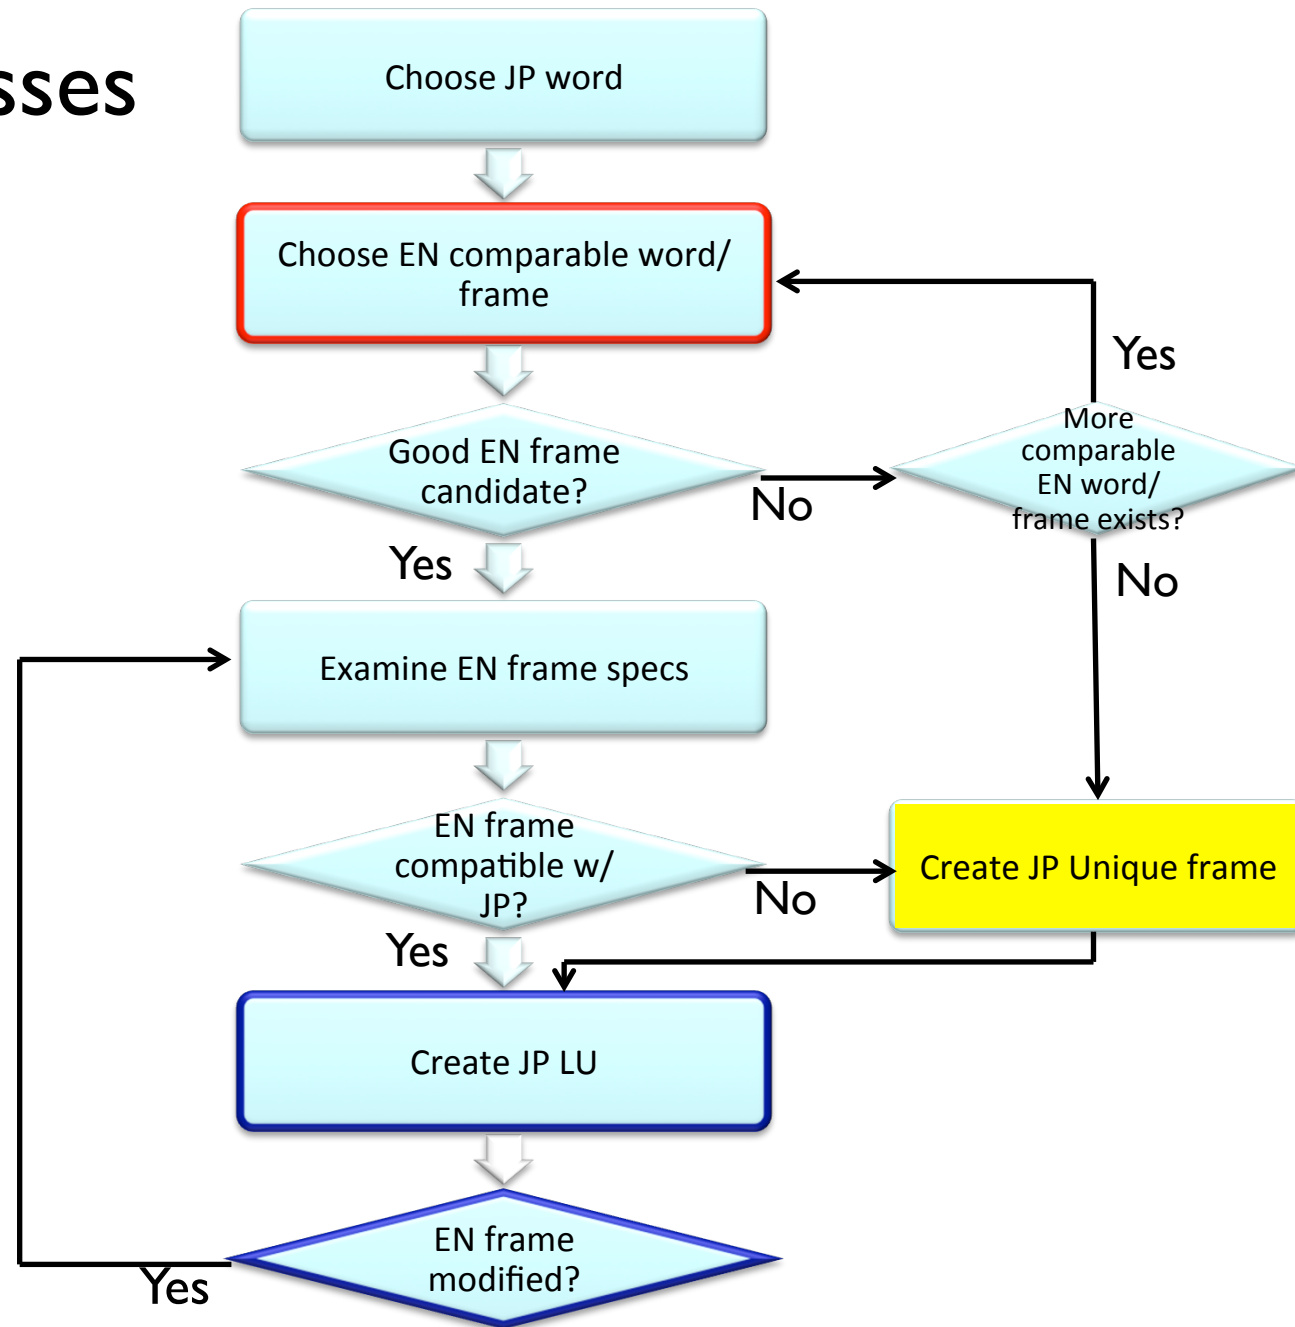 sses
Choose JP word
Choose EN comparable word/
frame
Yes
Good EN frame
candidate?
No
More
comparable
EN word/
frame exists?
Yes
No
Examine EN frame specs
EN frame
compatible w/
JP?
No
Create JP Unique frame
Yes
Create JP LU
EN frame
modified?
Yes